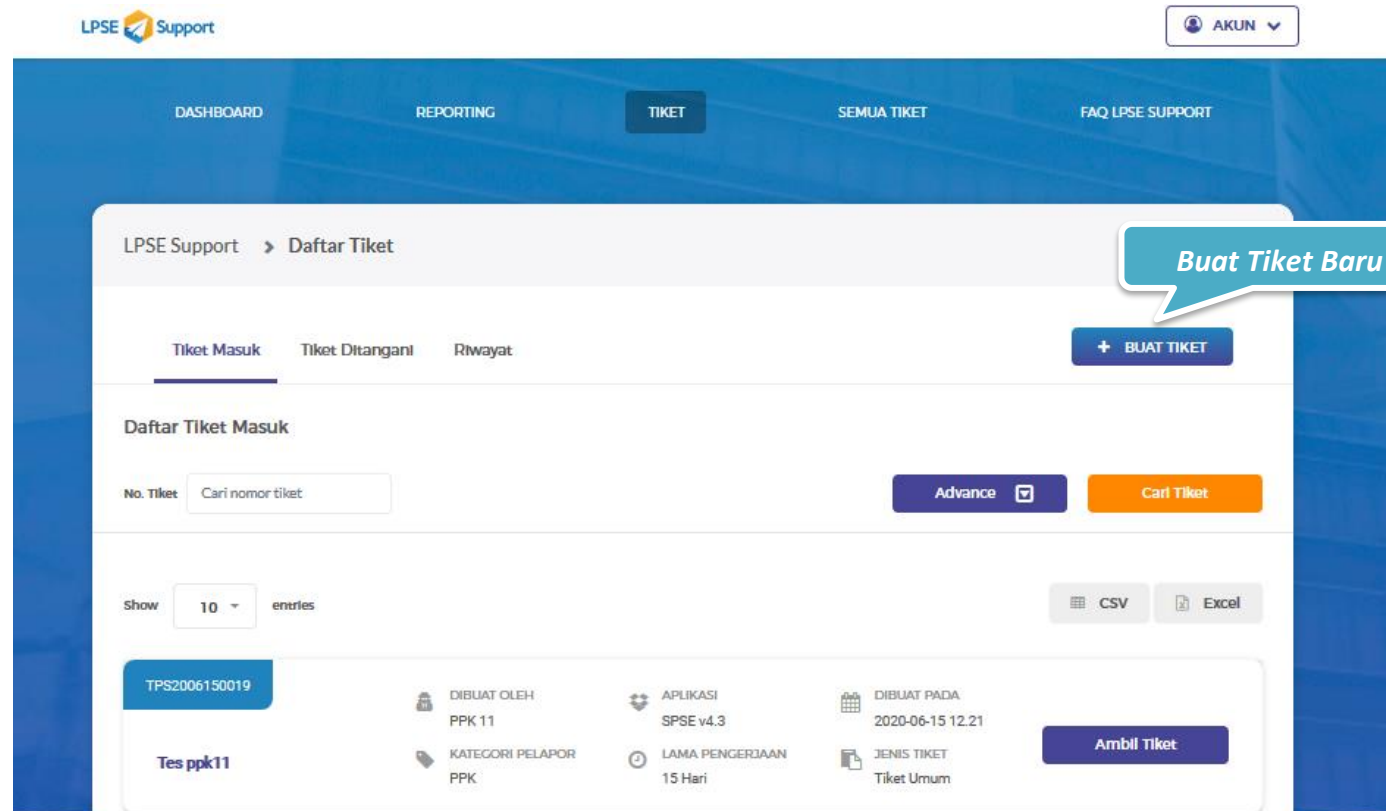 LPSE Support
AKUN
DASHBOARD REPORTING TIKET SEMUA TIKET FAQ LPSE SUPPORT
LPSE Support > Daftar Tiket
Buat Tiket Baru
Tiket Masuk Tiket Ditangani Riwayat
+ BUAT TIKET
Daftar Tiket Masuk
No. Tiket Cari nomor tiket Advance Cari Tiket
Show 10 entries CSV Excel
TPS2006150019
Tes ppk11
DIBUAT OLEH
PPK 11
KATEGORI PELAPOR
PPK
APLIKASI
SPSE v4.3
LAMA PENGERJAAN
15 Hari
DIBUAT PADA
2020-06-15 12.21
JENIS TIKET
Tiket Umum
Ambil Tiket